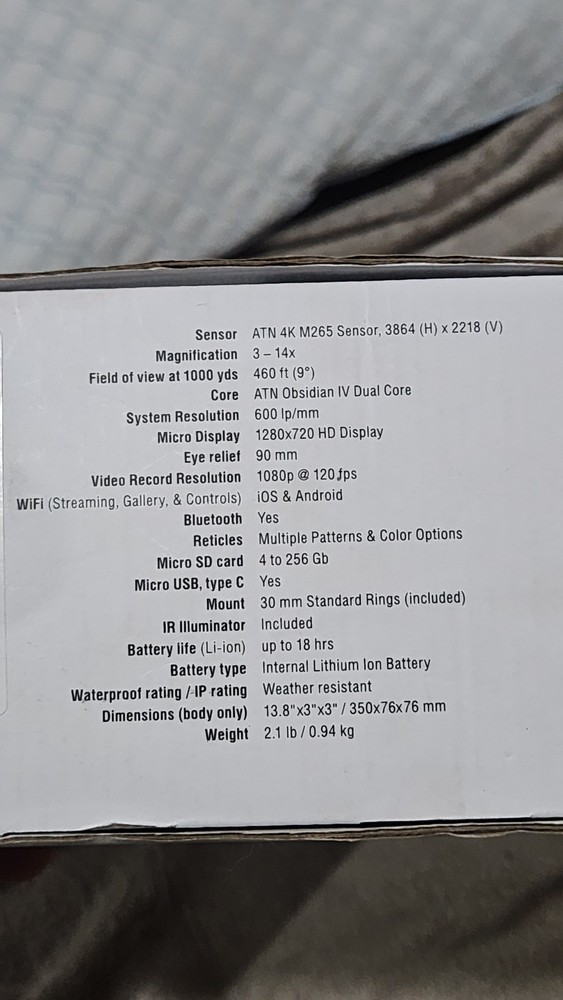 Sensor ATN 4K M265 Sensor, 3864 (H) x 2218 (V)
Magnification 3 – 14x
Field of view at 1000 yds 460 ft (9°)
Core ATN Obsidian IV Dual Core
System Resolution 600 lp/mm
Micro Display 1280x720 HD Display
Eye relief 90 mm
Video Record Resolution 1080p @ 120 fps
WiFi (Streaming, Gallery, & Controls) iOS & Android
Bluetooth Yes
Reticles Multiple Patterns & Color Options
Micro SD card 4 to 256 Gb
Micro USB, type C Yes
Mount 30 mm Standard Rings (included)
IR Illuminator Included
Battery life (Li-ion) up to 18 hrs
Battery type Internal Lithium Ion Battery
Waterproof rating / IP rating Weather resistant
Dimensions (body only) 13.8"x3"x3" / 350x76x76 mm
Weight 2.1 lb / 0.94 kg